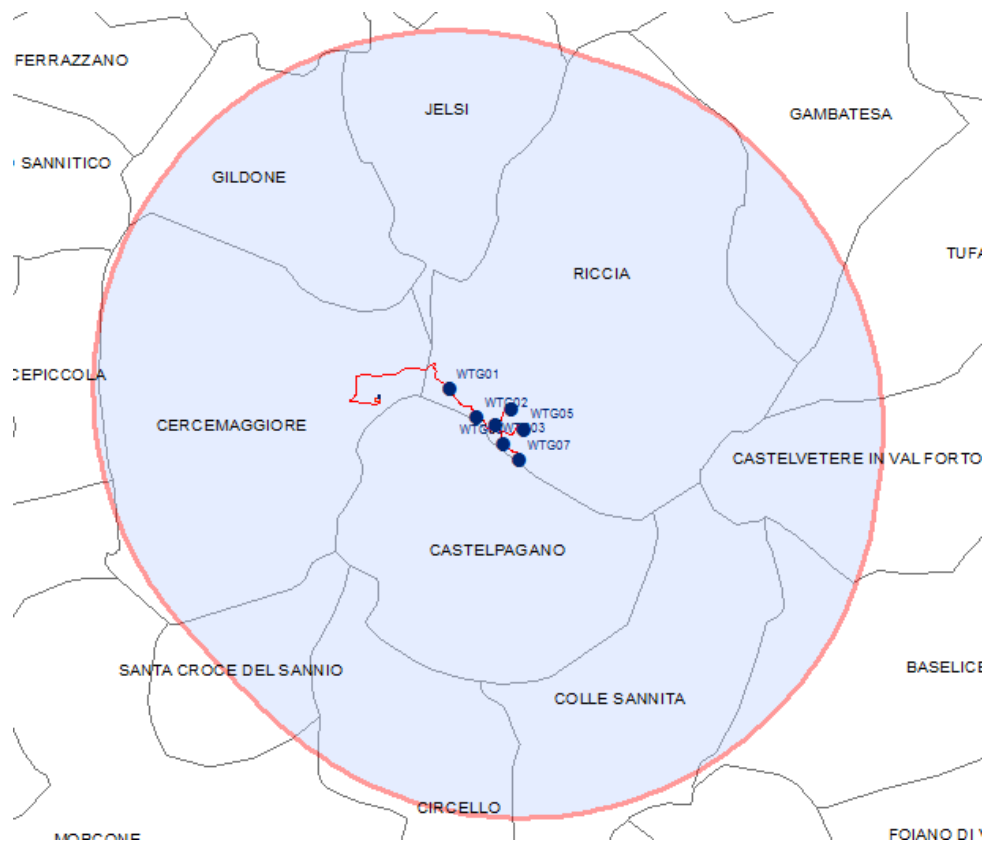 FERRAZZANO
JELSI
GAMBATESA
SANNITICO
GILDONE
TUFA
RICCIA
CEPICCOLA
WTG01
WTG02
WTG05
CERCEMAGGIORE
WTG03
WTG07
CASTELVETERE IN VAL FORTO
CASTELPAGANO
SANTA CROCE DEL SANNIO
BASELICE
COLLE SANNITA
CIRCELLO
MORCONE
FOIANO DI V